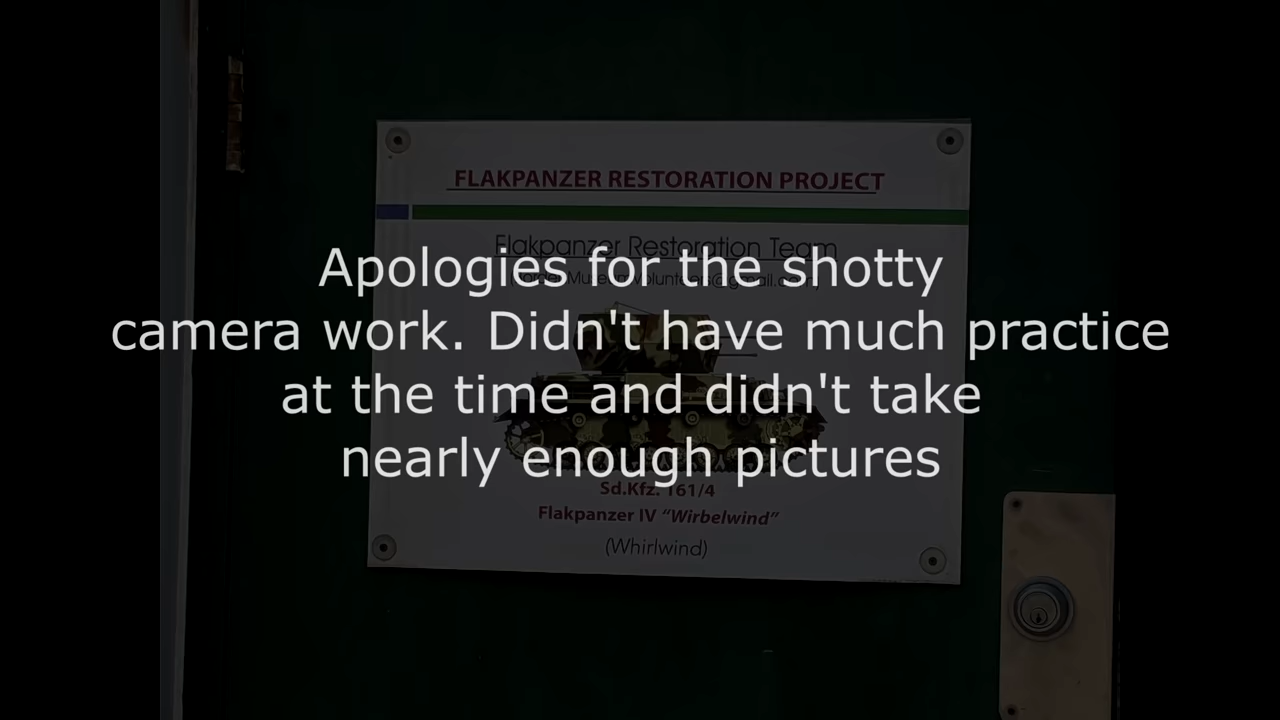 FLAKPANZER RESTORATION PROJECT
Flakpanzer Restoration Team
Apologies for the shotty
camera work. Didn't have much practice
at the time and didn't take
nearly enough pictures
Sd.Kfz. 161/4
Flakpanzer IV “Wirbelwind”
(Whirlwind)